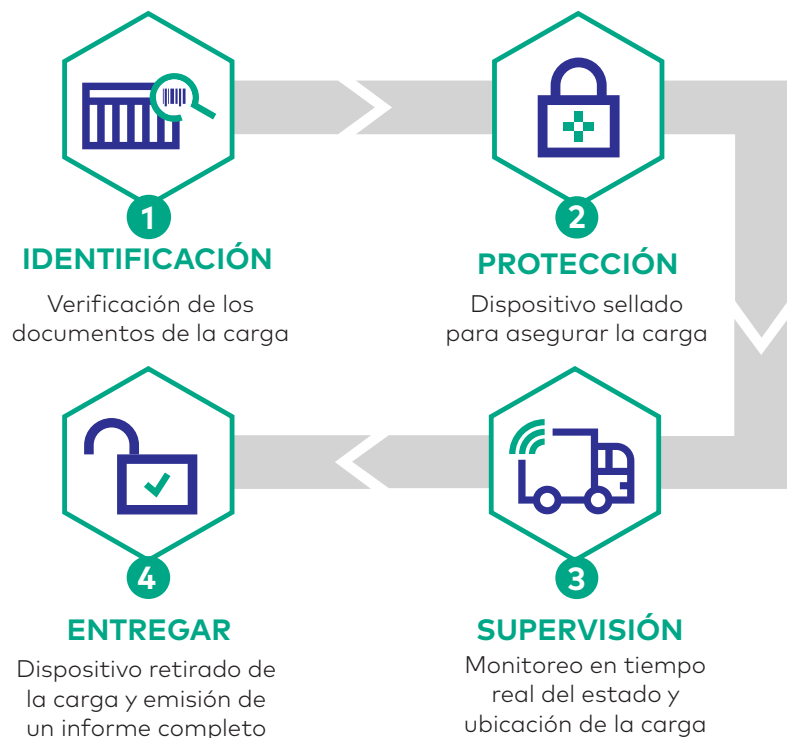 1
IDENTIFICACIÓN
Verificación de los
documentos de la carga
2
PROTECCIÓN
Dispositivo sellado
para asegurar la carga
3
SUPERVISIÓN
Monitoreo en tiempo
real del estado y
ubicación de la carga
4
ENTREGAR
Dispositivo retirado de
la carga y emisión de
un informe completo